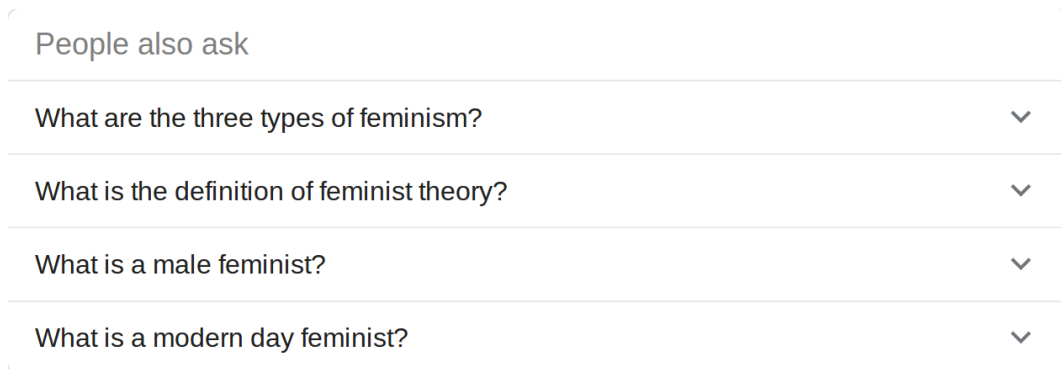 People also ask
What are the three types of feminism?
What is the definition of feminist theory?
What is a male feminist?
What is a modern day feminist?